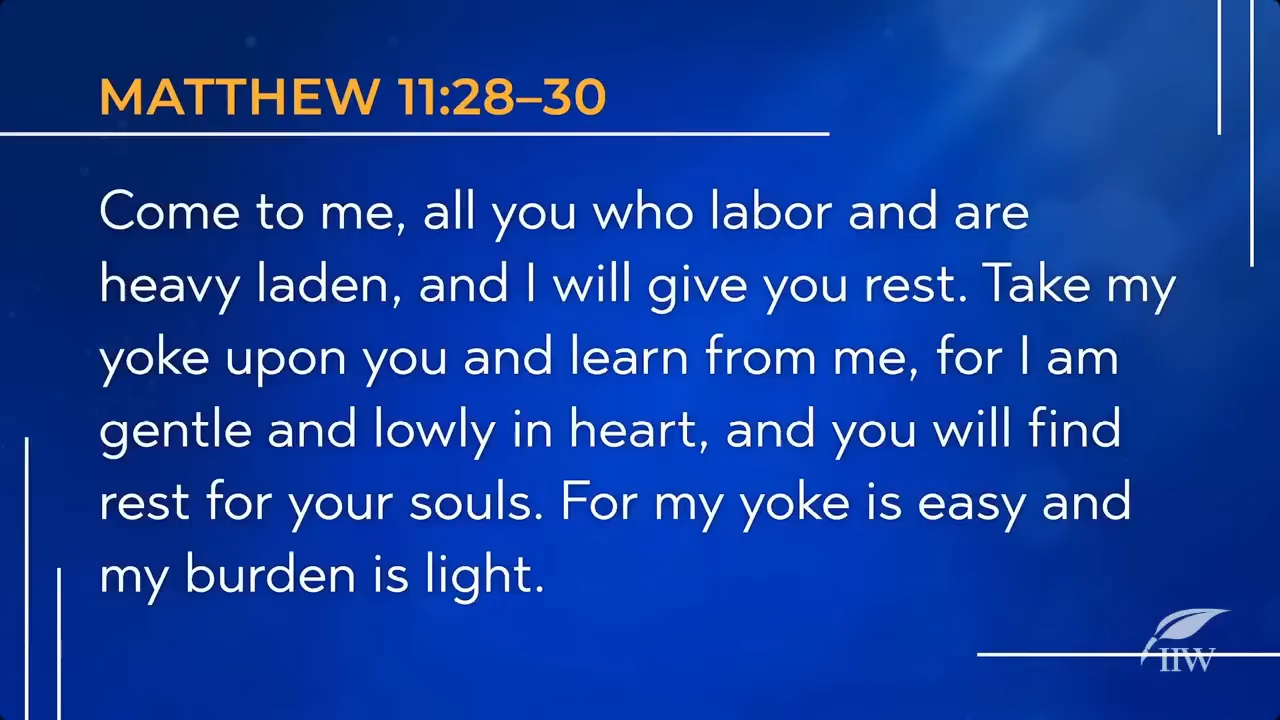 MATTHEW 11:28–30
Come to me, all you who labor and are
heavy laden, and I will give you rest. Take my
yoke upon you and learn from me, for I am
gentle and lowly in heart, and you will find
rest for your souls. For my yoke is easy and
my burden is light.
IIW